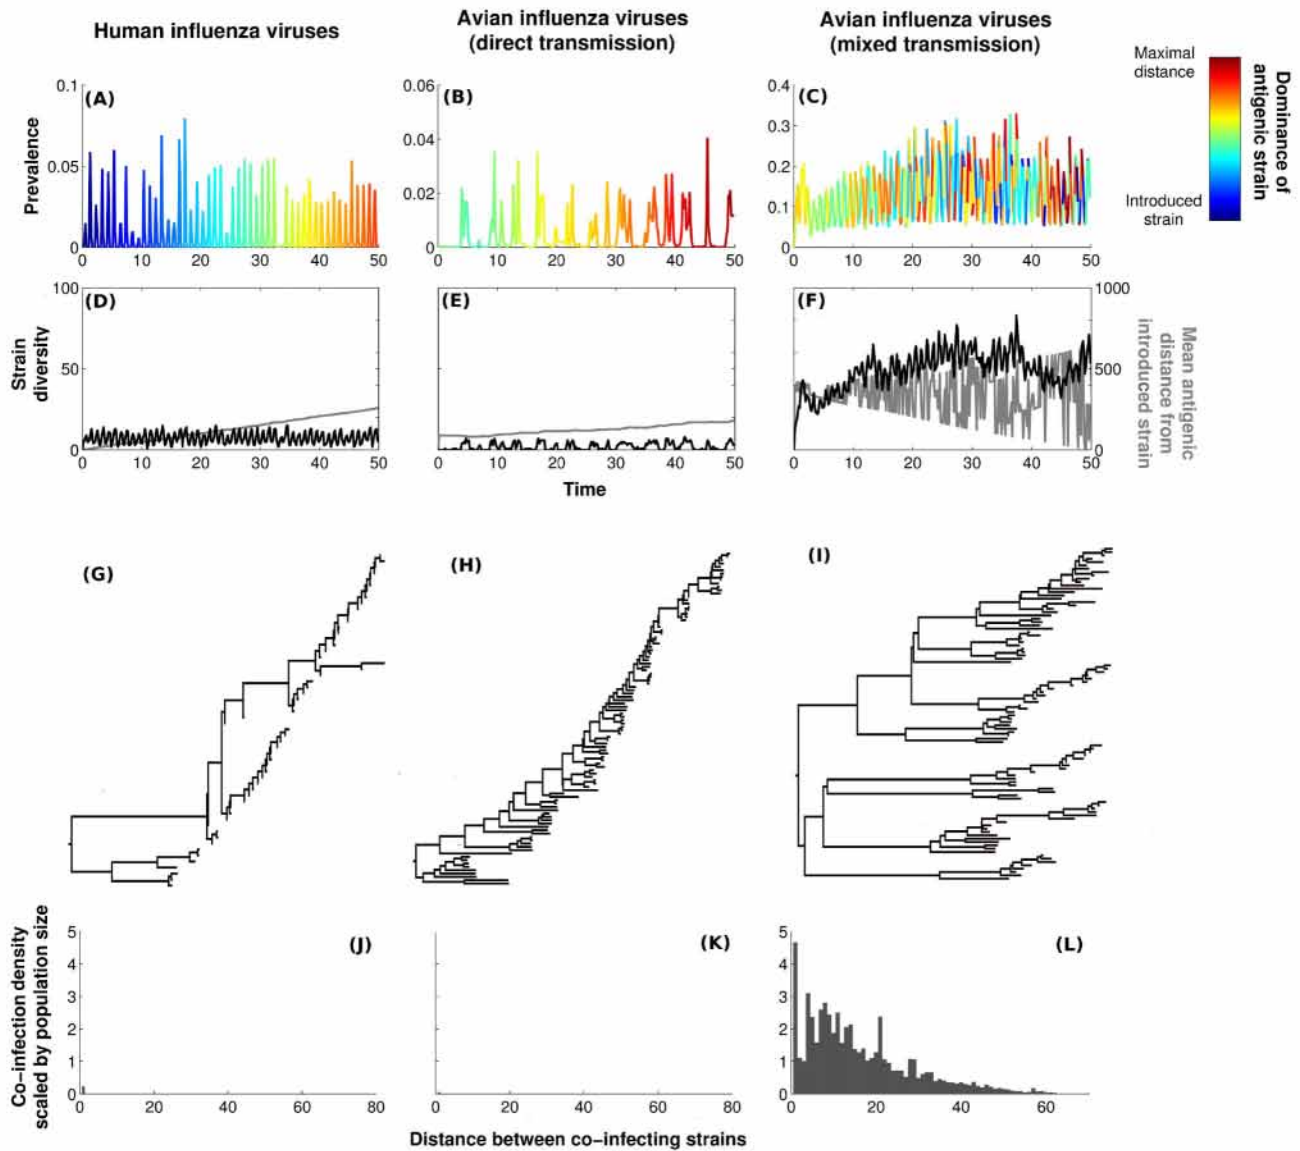 Human influenza viruses
Avian influenza viruses
(direct transmission)
Avian influenza viruses
(mixed transmission)
Maximal
distance
Introduced
strain
Dominance of
antigenic strain
Prevalence
(A)
0.1
0.05
0
0 10 20 30 40 50
(B)
0.06
0.04
0.02
0
0 10 20 30 40 50
(C)
0.4
0.3
0.2
0.1
0
0 10 20 30 40 50
Strain
diversity
(D)
100
50
0
0 10 20 30 40 50
(E)
0 10 20 30 40 50
(F)
1000
500
0
0 10 20 30 40 50
Mean antigenic
distance from
introduced strain
Time
(G)
(H)
(I)
Co−infection density
scaled by population size
(J)
5
4
3
2
1
0
0 20 40 60 80
(K)
0 20 40 60 80
(L)
5
4
3
2
1
0
0 20 40 60
Distance between co−infecting strains